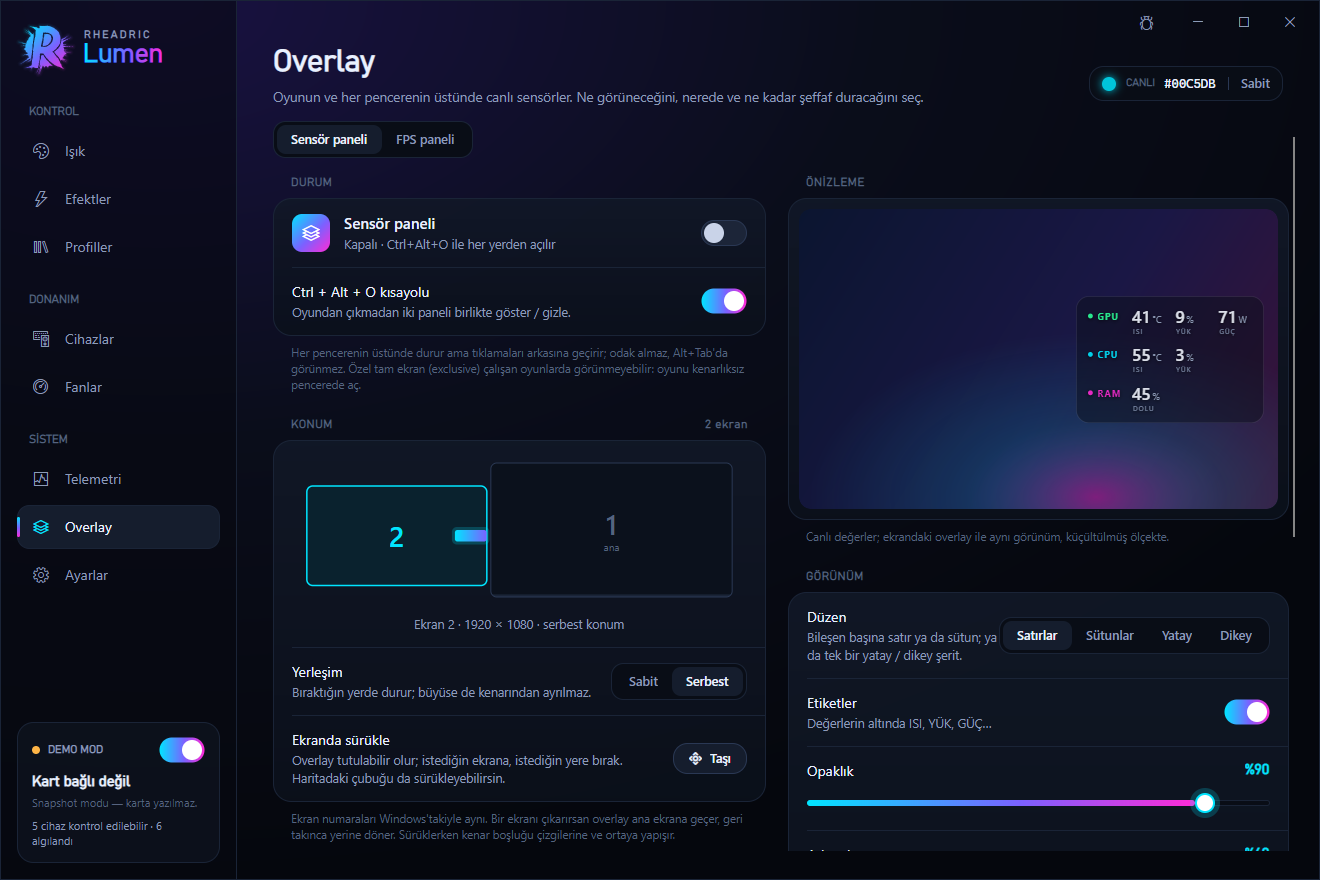 RHEADRIC
Lumen
KONTROL
Işık
Efektler
Profiller
DONANIM
Cihazlar
Fanlar
SİSTEM
Telemetri
Overlay
Ayarlar
DEMO MOD
Kart bağlı değil
Snapshot modu — karta yazılmaz.
5 cihaz kontrol edilebilir · 6
algılandı
Overlay
Oyunun ve her pencerenin üstünde canlı sensörler. Ne görüneceğini, nerede ve ne kadar şeffaf duracağını seç.
CANLI #00C5DB Sabit
Sensör paneli FPS paneli
DURUM
Sensör paneli
Kapalı · Ctrl+Alt+O ile her yerden açılır
Ctrl + Alt + O kısayolu
Oyundan çıkmadan iki paneli birlikte göster / gizle.
Her pencerenin üstünde durur ama tıklamaları arkasına geçirir; odak almaz, Alt+Tab'da
görünmez. Özel tam ekran (exclusive) çalışan oyunlarda görünmeyebilir: oyunu kenarlıksız
pencerede aç.
KONUM 2 ekran
2
1
ana
Ekran 2 · 1920 × 1080 · serbest konum
Yerleşim
Bıraktığın yerde durur; büyüse de kenarından ayrılmaz.
Sabit Serbest
Ekranda sürükle
Overlay tutulabilir olur; istediğin ekrana, istediğin yere bırak.
Haritadaki çubuğu da sürükleyebilirsin.
Taşı
Ekran numaraları Windows'takiyle aynı. Bir ekranı çıkarırsan overlay ana ekrana geçer, geri
takınca yerine döner. Sürüklerken kenar boşluğu çizgilerine ve ortaya yapışır.
ÖNİZLEME
GPU 41 °C 9 % 71 W
ISI YÜK GÜÇ
CPU 55 °C 3 %
ISI YÜK
RAM 45 %
DOLU
Canlı değerler; ekrandaki overlay ile aynı görünüm, küçültülmüş ölçekte.
GÖRÜNÜM
Düzen
Bileşen başına satır ya da sütun; ya
da tek bir yatay / dikey şerit.
Satırlar Sütunlar Yatay Dikey
Etiketler
Değerlerin altında ISI, YÜK, GÜÇ...
Opaklık %90